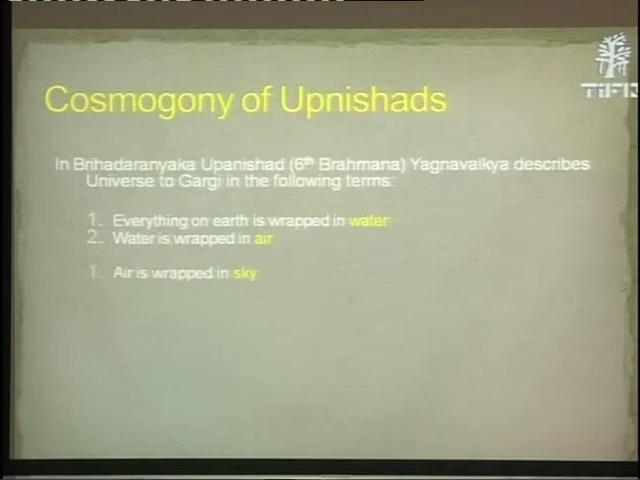 TIFR
Cosmogony of Upnishads
In Brihadaranyaka Upanishad (6th Brahmana) Yagnavalkya describes
Universe to Gargi in the following terms:
1. Everything on earth is wrapped in water
2. Water is wrapped in air
1. Air is wrapped in sky